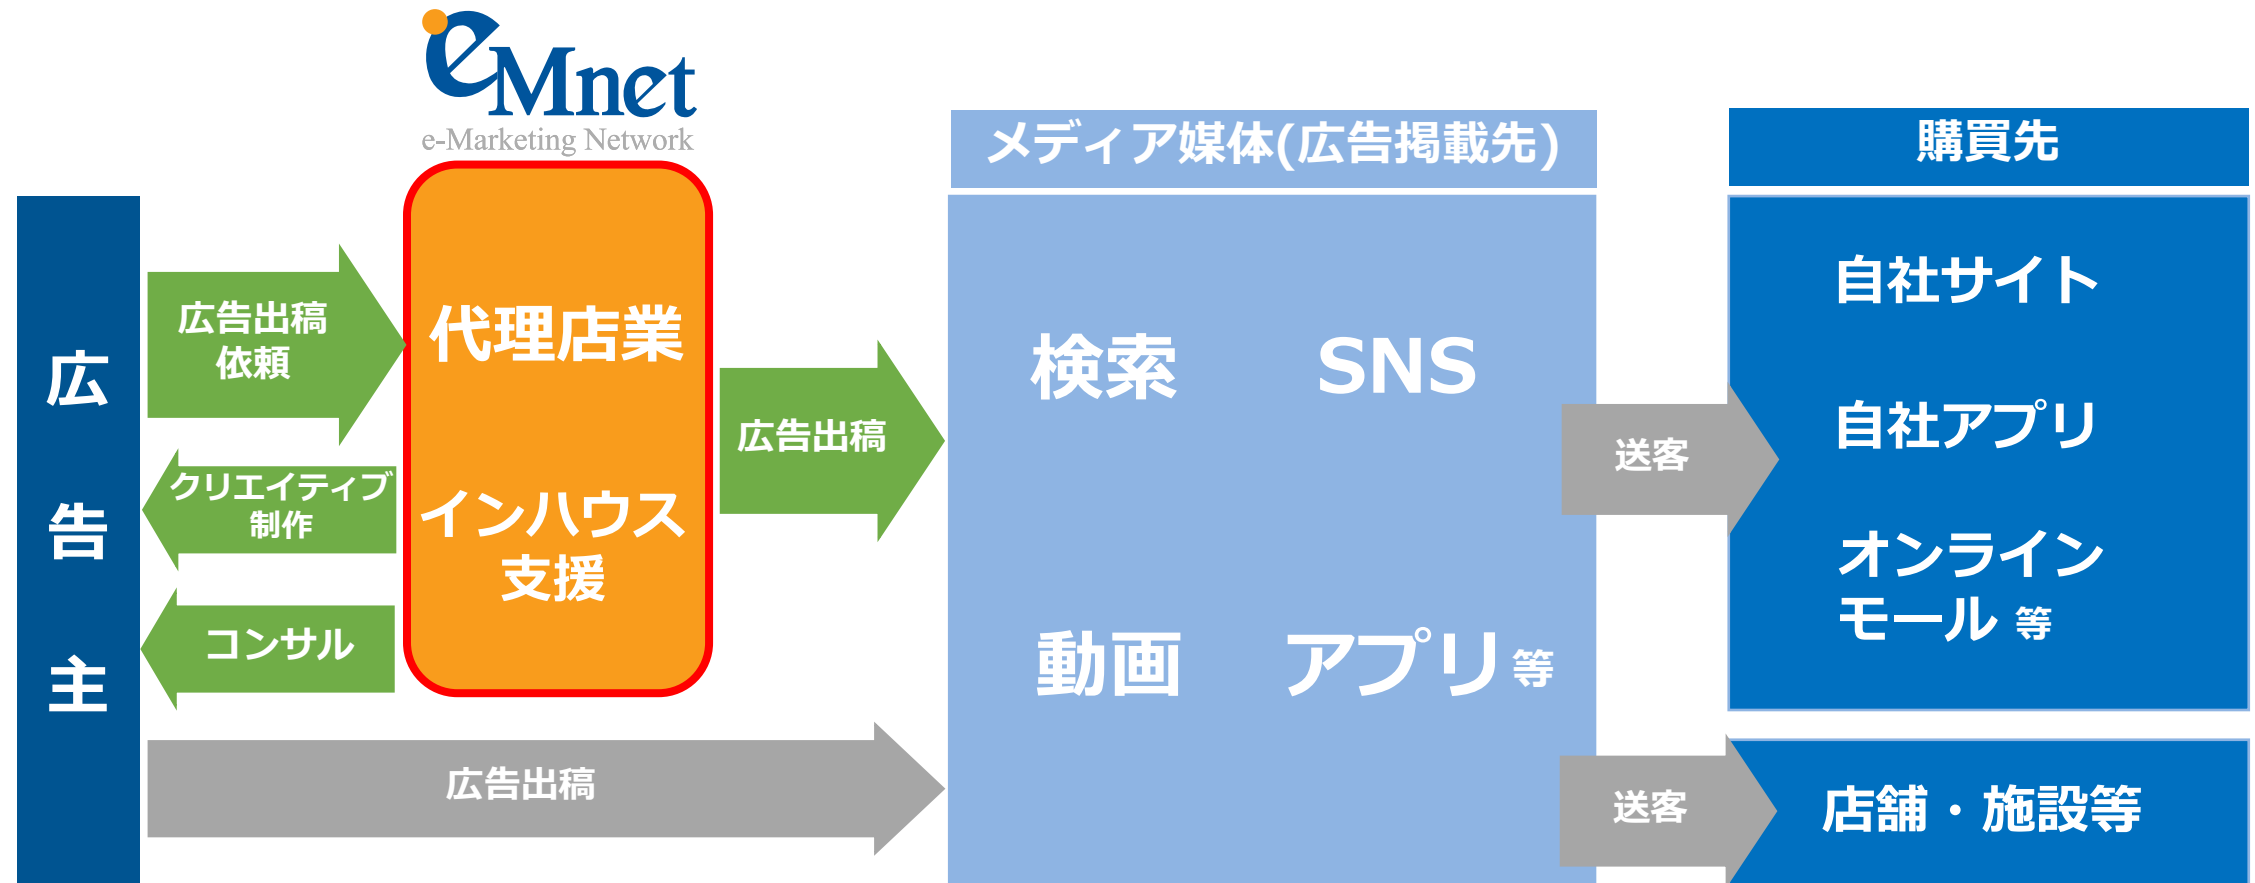 eMnet
e-Marketing Network
広告主
広告出稿
依頼
クリエイティブ
制作
コンサル
代理店業
インハウス
支援
広告出稿
広告出稿
メディア媒体(広告掲載先)
検索 SNS
動画 アプリ 等
送客
送客
購買先
自社サイト
自社アプリ
オンライン
モール 等
店舗・施設等